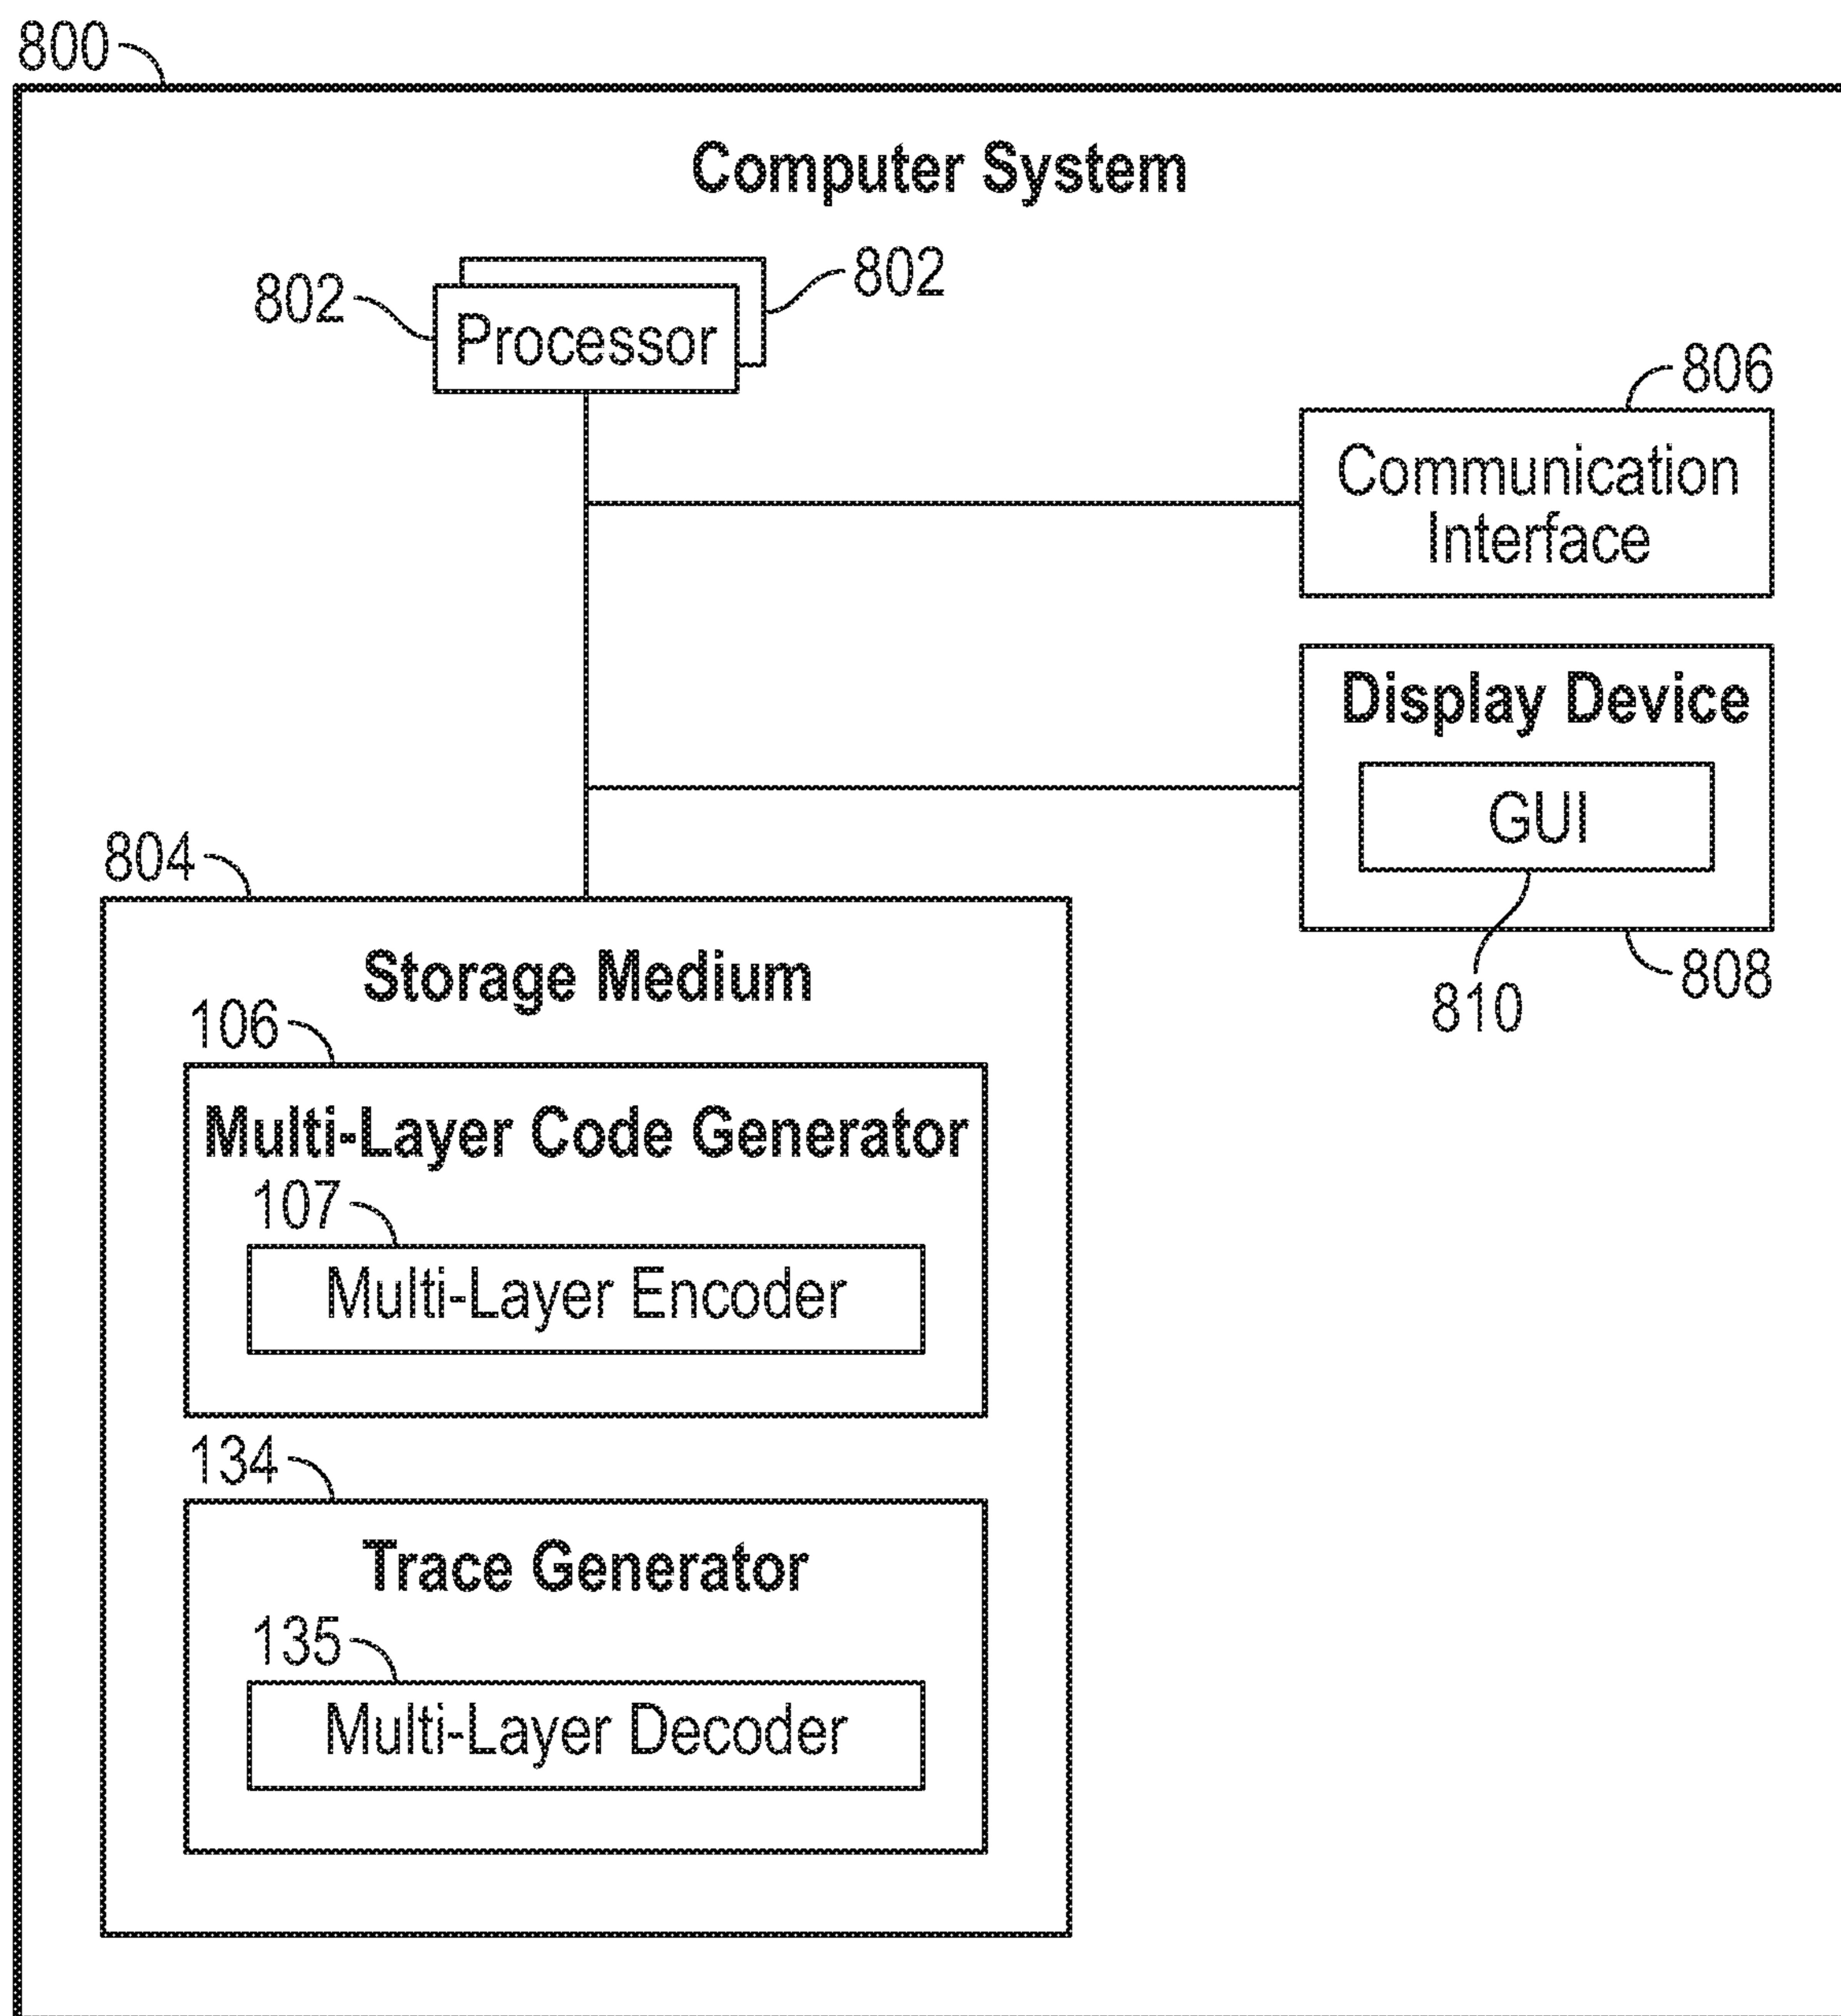 800
Computer System
802
802
Processor
806
Communication
Interface
Display Device
GUI
804
808
810
Storage Medium
106
Multi-Layer Code Generator
107
Multi-Layer Encoder
134
Trace Generator
135
Multi-Layer Decoder